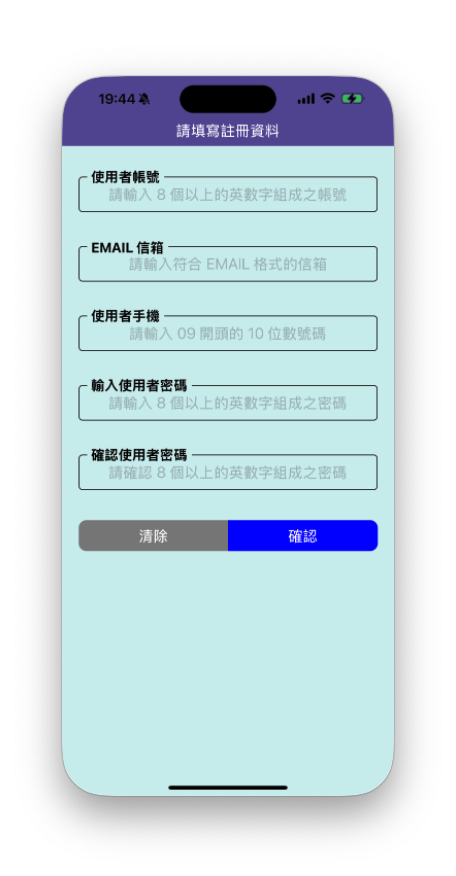 19:44
請填寫註冊資料
使用者帳號
請輸入 8 個以上的英數字組成之帳號
EMAIL 信箱
請輸入符合 EMAIL 格式的信箱
使用者手機
請輸入 09 開頭的 10 位數號碼
輸入使用者密碼
請輸入 8 個以上的英數字組成之密碼
確認使用者密碼
請確認 8 個以上的英數字組成之密碼
清除 確認